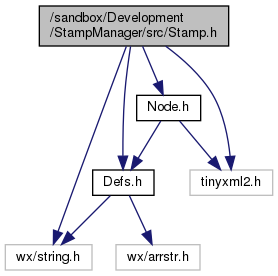 /sandbox/Development
/StampManager/src/Stamp.h
Node.h
Defs.h
tinyxml2.h
wx/string.h
wx/arrstr.h